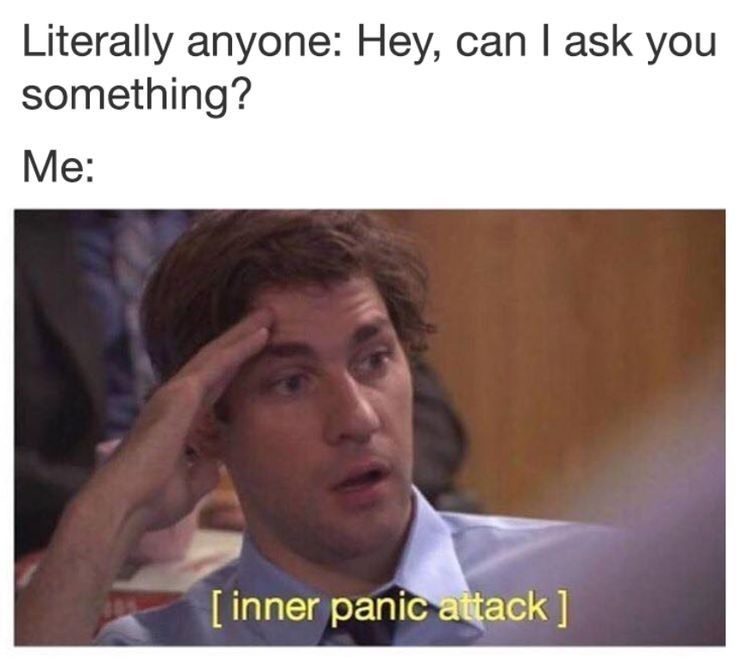 Literally anyone: Hey, can I ask you
something?
Me:
[ inner panic attack ]